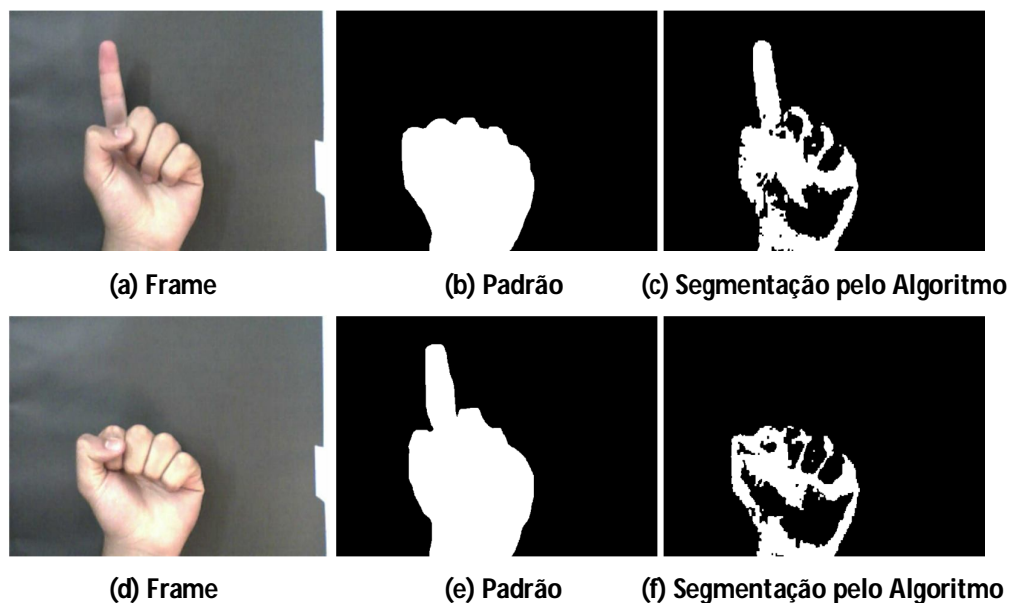 (a) Frame (b) Padrão (c) Segmentação pelo Algoritmo
(d) Frame (e) Padrão (f) Segmentação pelo Algoritmo